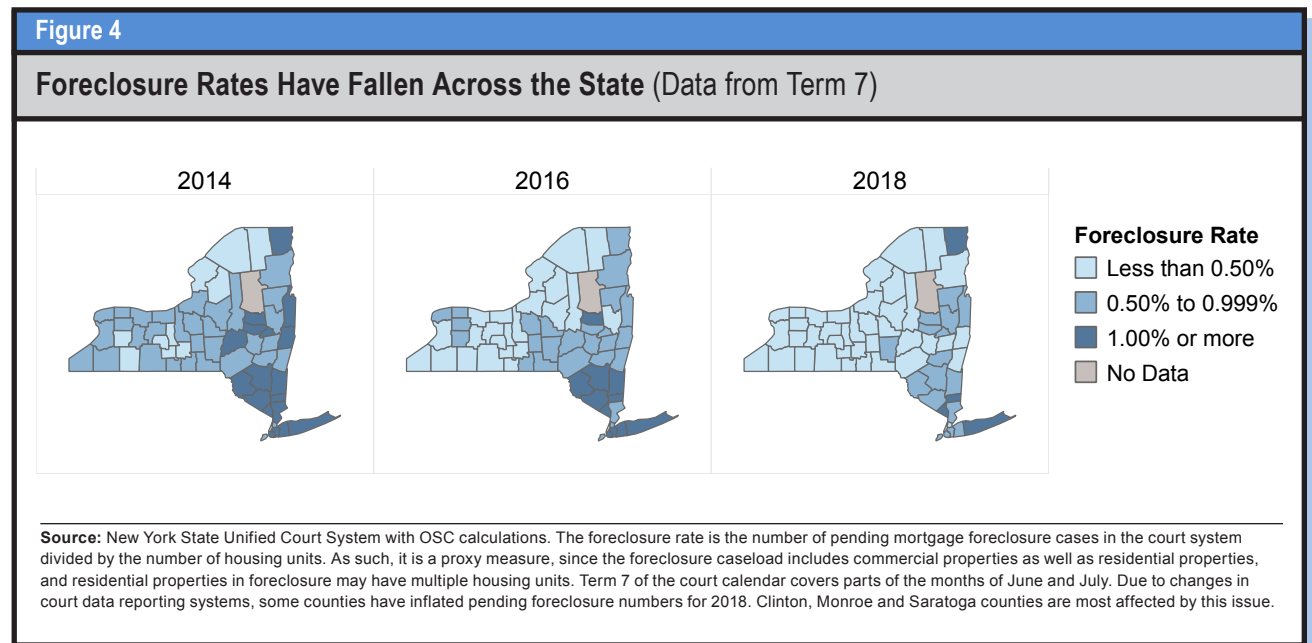 Figure 4
Foreclosure Rates Have Fallen Across the State (Data from Term 7)
2014
2016
2018
Foreclosure Rate
Less than 0.50%
0.50% to 0.999%
1.00% or more
No Data
Source: New York State Unified Court System with OSC calculations. The foreclosure rate is the number of pending mortgage foreclosure cases in the court system
divided by the number of housing units. As such, it is a proxy measure, since the foreclosure caseload includes commercial properties as well as residential properties,
and residential properties in foreclosure may have multiple housing units. Term 7 of the court calendar covers parts of the months of June and July. Due to changes in
court data reporting systems, some counties have inflated pending foreclosure numbers for 2018. Clinton, Monroe and Saratoga counties are most affected by this issue.